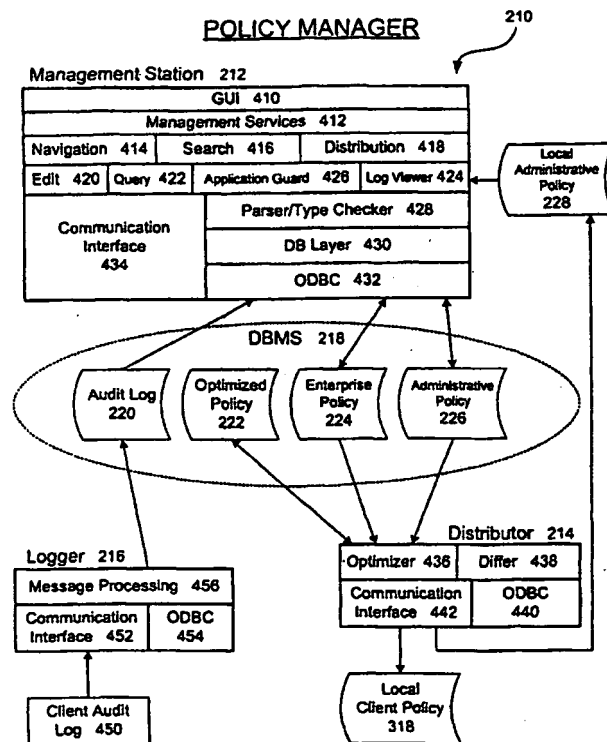 POLICY MANAGER
210
Management Station 212
GUI 410
Management Services 412
Navigation 414
Search 416
Distribution 418
Edit 420
Query 422
Application Guard 426
Log Viewer 424
Local
Administrative
Policy
228
Communication
Interface
434
Parser/Type Checker 428
DB Layer 430
ODBC 432
DBMS 218
Audit Log
220
Optimized
Policy
222
Enterprise
Policy
224
Administrative
Policy
226
Logger 216
Message Processing 456
Communication
Interface 452
ODBC
454
Client Audit
Log 450
Distributor 214
Optimizer 436
Differ 438
Communication
Interface 442
ODBC
440
Local
Client Policy
318